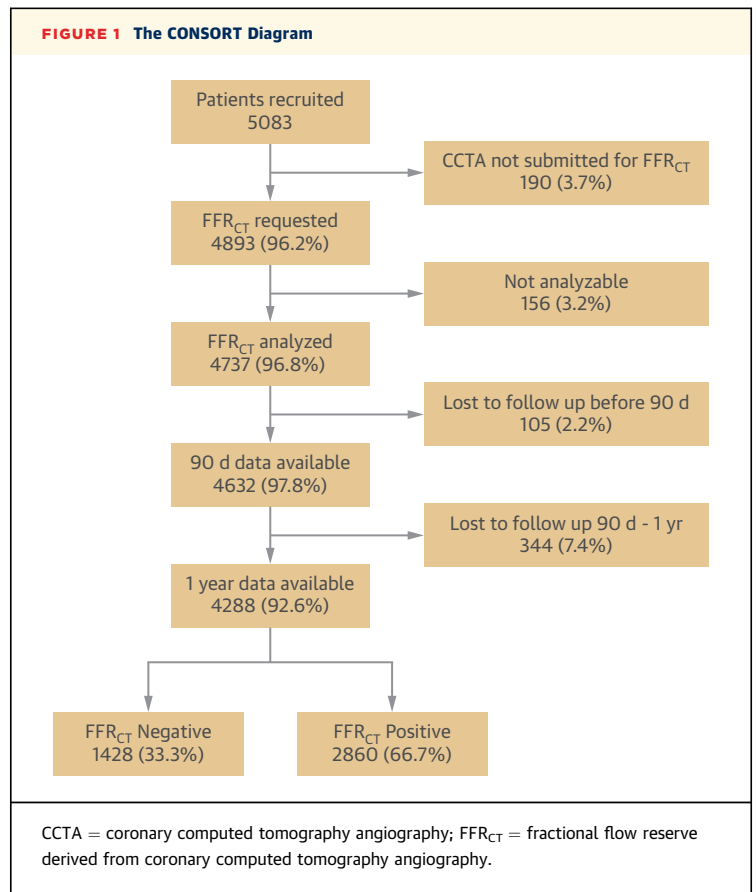 FIGURE 1 The CONSORT Diagram
Patients recruited
5083
CCTA not submitted for FFRCT
190 (3.7%)
FFRCT requested
4893 (96.2%)
Not analyzable
156 (3.2%)
FFRCT analyzed
4737 (96.8%)
Lost to follow up before 90 d
105 (2.2%)
90 d data available
4632 (97.8%)
Lost to follow up 90 d - 1 yr
344 (7.4%)
1 year data available
4288 (92.6%)
FFRCT Negative
1428 (33.3%)
FFRCT Positive
2860 (66.7%)
CCTA = coronary computed tomography angiography; FFRCT = fractional flow reserve
derived from coronary computed tomography angiography.